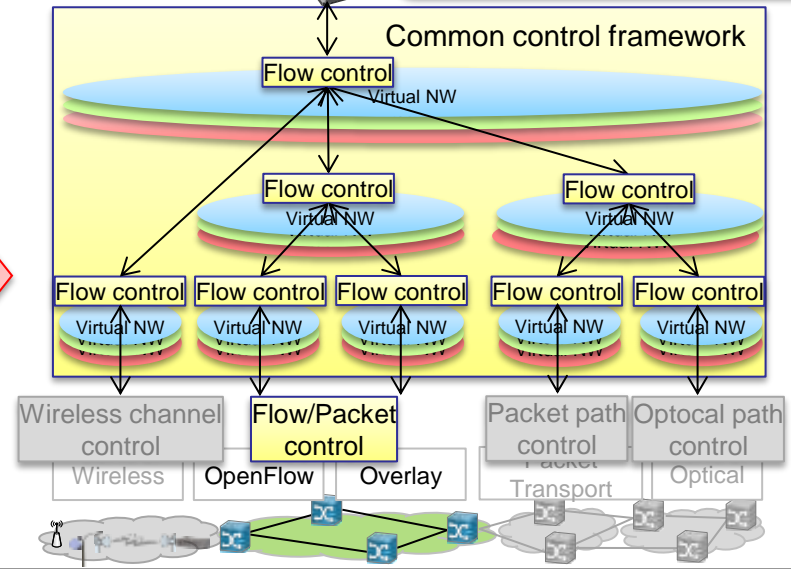 Common control framework
Flow control
Virtual NW
Flow control
Flow control
Virtual NW
Virtual NW
Flow control
Flow control
Flow control
Flow control
Flow control
Virtual NW
Virtual NW
Virtual NW
Virtual NW
Virtual NW
Wireless channel
control
Flow/Packet
control
Packet path
control
Optocal path
control
Wireless
OpenFlow
Overlay
Packet
Transport
Optical